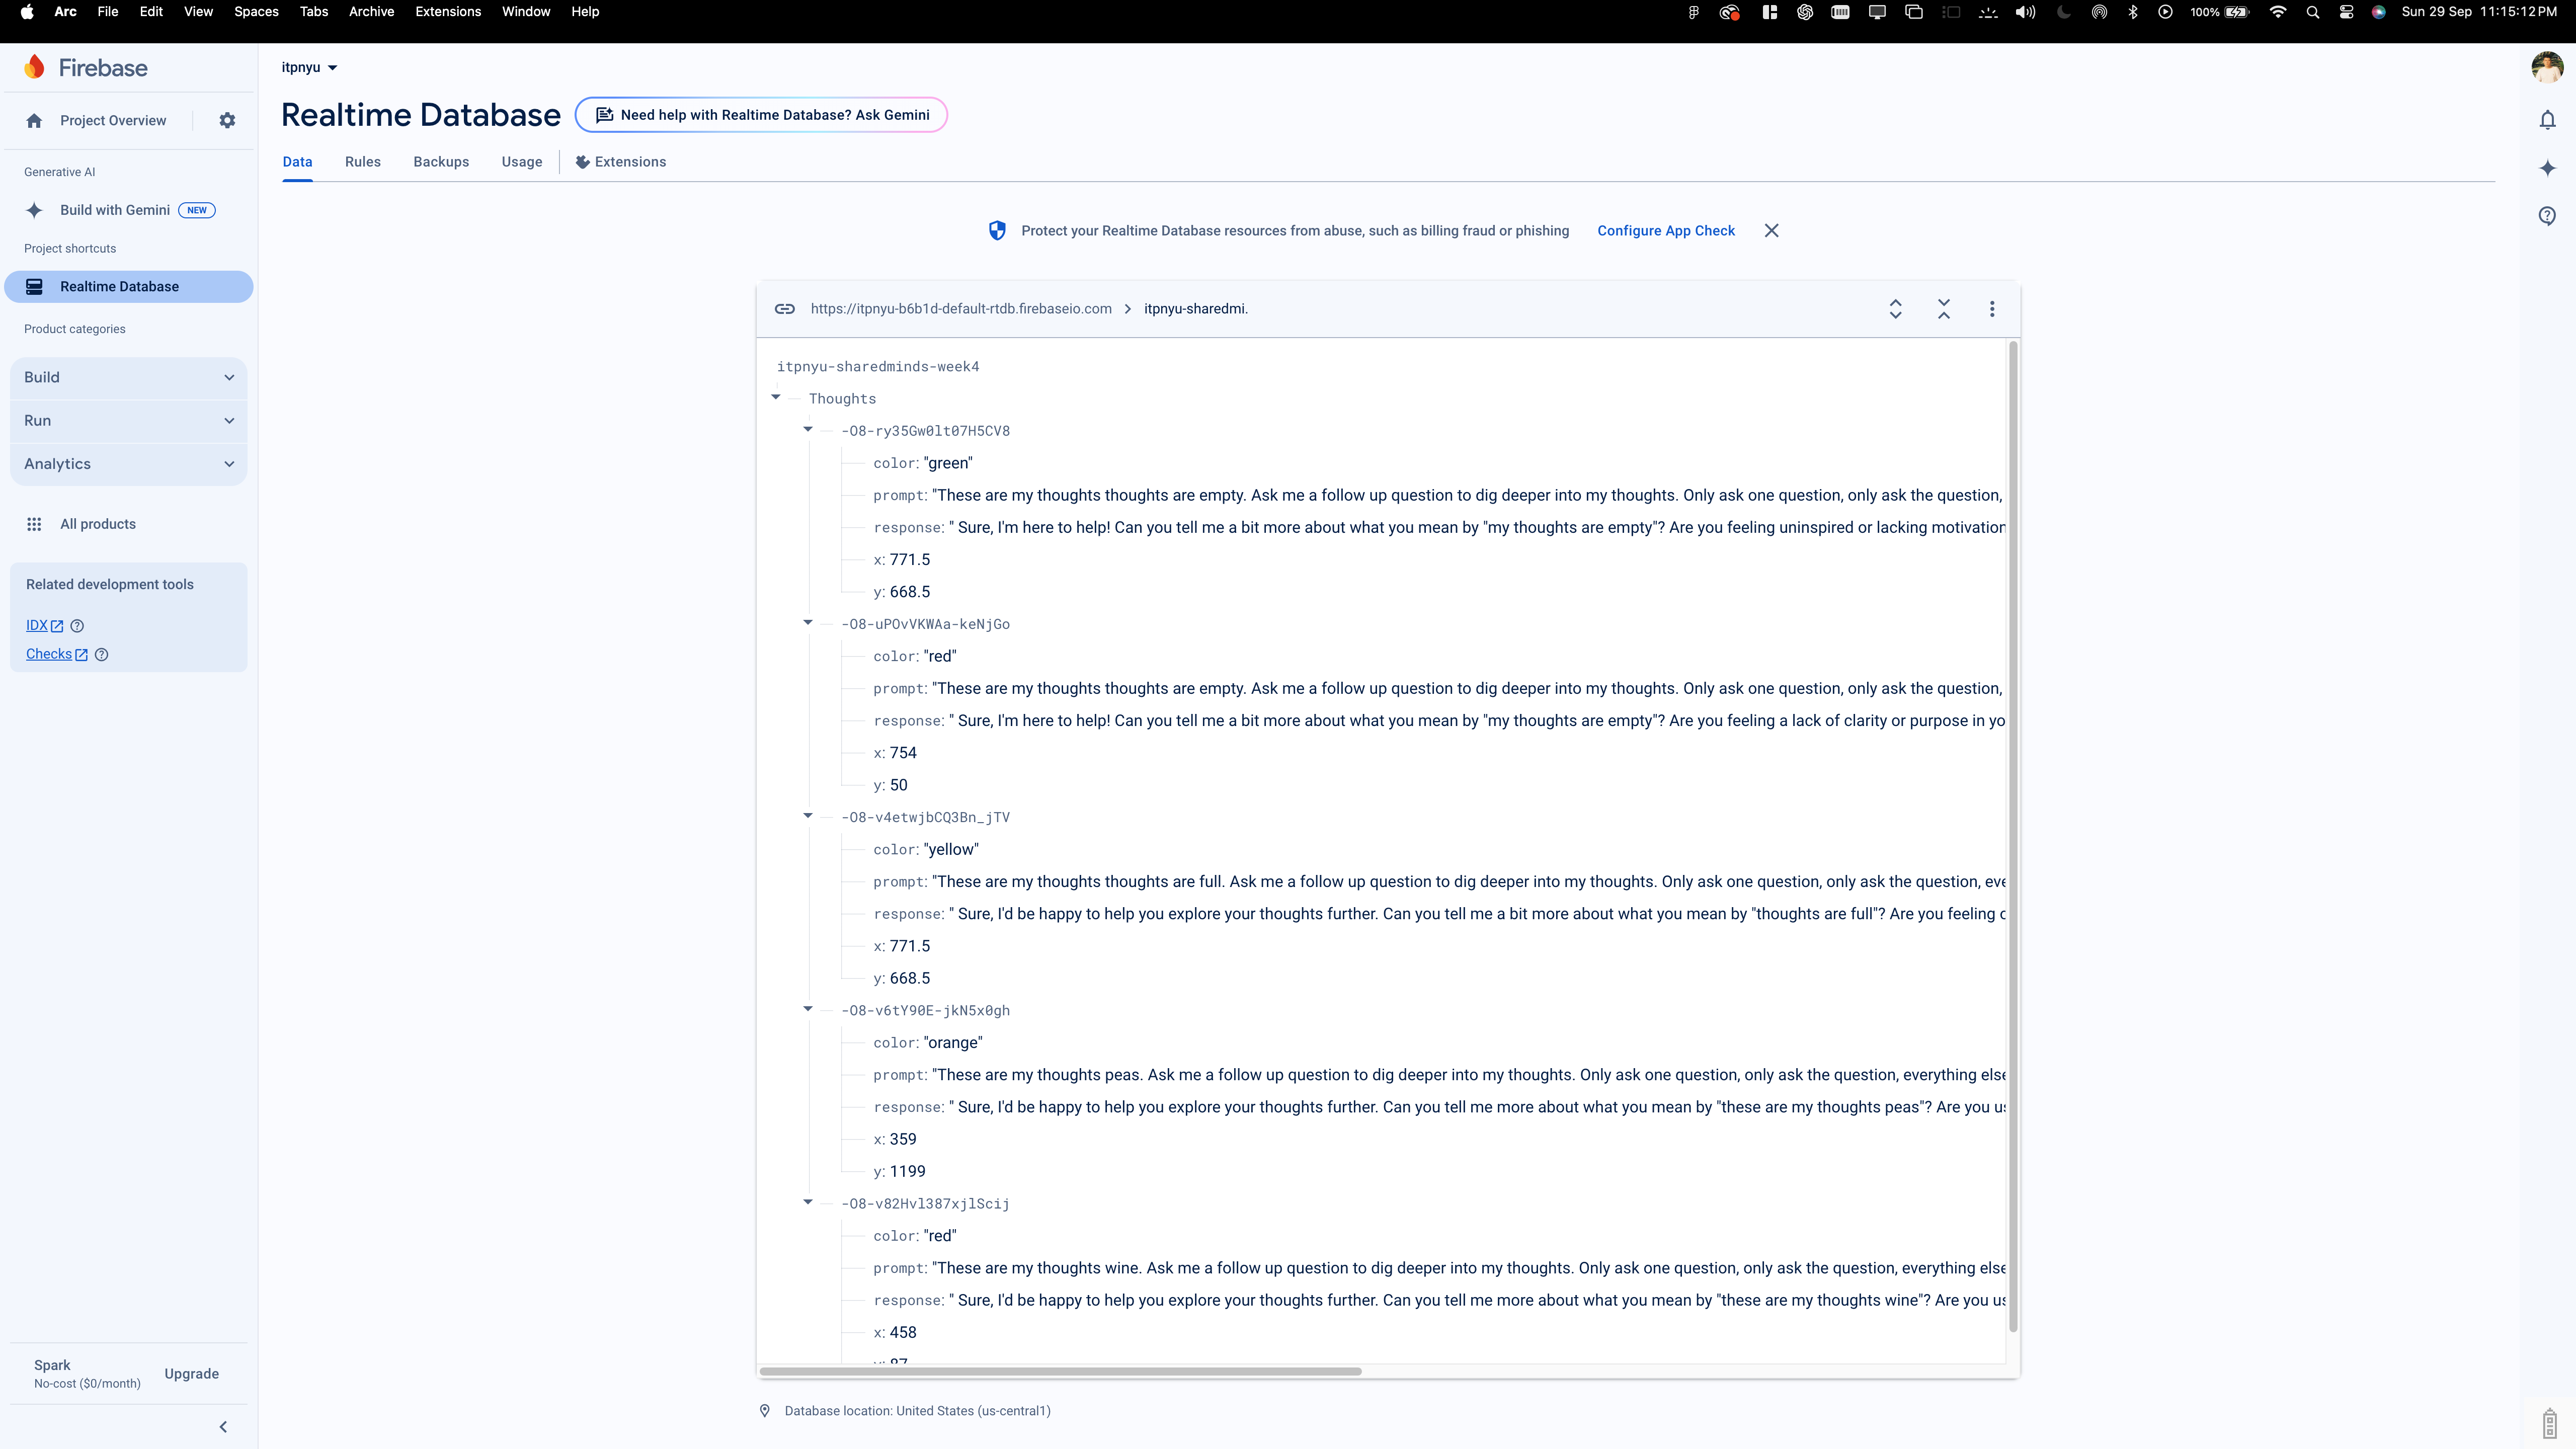 Arc File Edit View Spaces Tabs Archive Extensions Window Help 100% Sun 29 Sep 11:15:12 PM
Firebase
itpnyu
Project Overview
Realtime Database Need help with Realtime Database? Ask Gemini
Data Rules Backups Usage Extensions
Generative AI
Build with Gemini NEW
Project shortcuts
Realtime Database
Product categories
Build
Run
Analytics
All products
Related development tools
IDX
Checks
Spark
No-cost ($0/month)
Upgrade
Protect your Realtime Database resources from abuse, such as billing fraud or phishing Configure App Check
https://itpnyu-b6b1d-default-rtdb.firebaseio.com > itpnyu-sharedmi.
itpnyu-sharedminds-week4
Thoughts
-O8-ry35Gw0lt07H5CV8
color: "green"
prompt: "These are my thoughts thoughts are empty. Ask me a follow up question to dig deeper into my thoughts. Only ask one question, only ask the question,
response: " Sure, I'm here to help! Can you tell me a bit more about what you mean by "my thoughts are empty"? Are you feeling uninspired or lacking motivation
x: 771.5
y: 668.5
-O8-uPOvVKWAa-keNjGo
color: "red"
prompt: "These are my thoughts thoughts are empty. Ask me a follow up question to dig deeper into my thoughts. Only ask one question, only ask the question,
response: " Sure, I'm here to help! Can you tell me a bit more about what you mean by "my thoughts are empty"? Are you feeling a lack of clarity or purpose in yo
x: 754
y: 50
-O8-v4etwjbCQ3Bn_jTV
color: "yellow"
prompt: "These are my thoughts thoughts are full. Ask me a follow up question to dig deeper into my thoughts. Only ask one question, only ask the question, eve
response: " Sure, I'd be happy to help you explore your thoughts further. Can you tell me a bit more about what you mean by "thoughts are full"? Are you feeling
x: 771.5
y: 668.5
-O8-v6tY90E-jkN5x0gh
color: "orange"
prompt: "These are my thoughts peas. Ask me a follow up question to dig deeper into my thoughts. Only ask one question, only ask the question, everything else
response: " Sure, I'd be happy to help you explore your thoughts further. Can you tell me more about what you mean by "these are my thoughts peas"? Are you us
x: 359
y: 1199
-O8-v82Hvl387xjlScij
color: "red"
prompt: "These are my thoughts wine. Ask me a follow up question to dig deeper into my thoughts. Only ask one question, only ask the question, everything else
response: " Sure, I'd be happy to help you explore your thoughts further. Can you tell me more about what you mean by "these are my thoughts wine"? Are you us
x: 458
Database location: United States (us-central1)